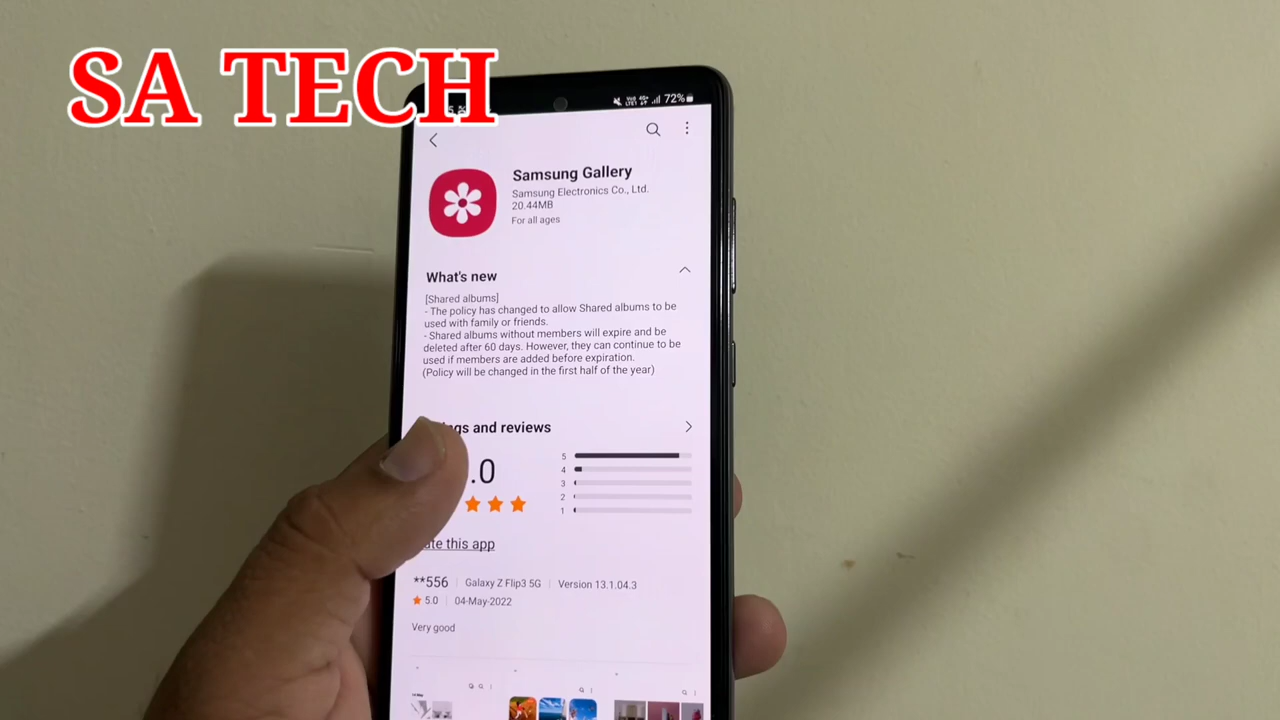 SA TECH
72%
Samsung Gallery
Samsung Electronics Co., Ltd.
20.44MB
For all ages
What's new
[Shared albums]
- The policy has changed to allow Shared albums to be
used with family or friends.
- Shared albums without members will expire and be
deleted after 60 days. However, they can continue to be
used if members are added before expiration.
(Policy will be changed in the first half of the year)
and reviews
.0
5
4
3
2
1
this app
**556 | Galaxy Z Flip3 5G | Version 13.1.04.3
5.0 | 04-May-2022
Very good